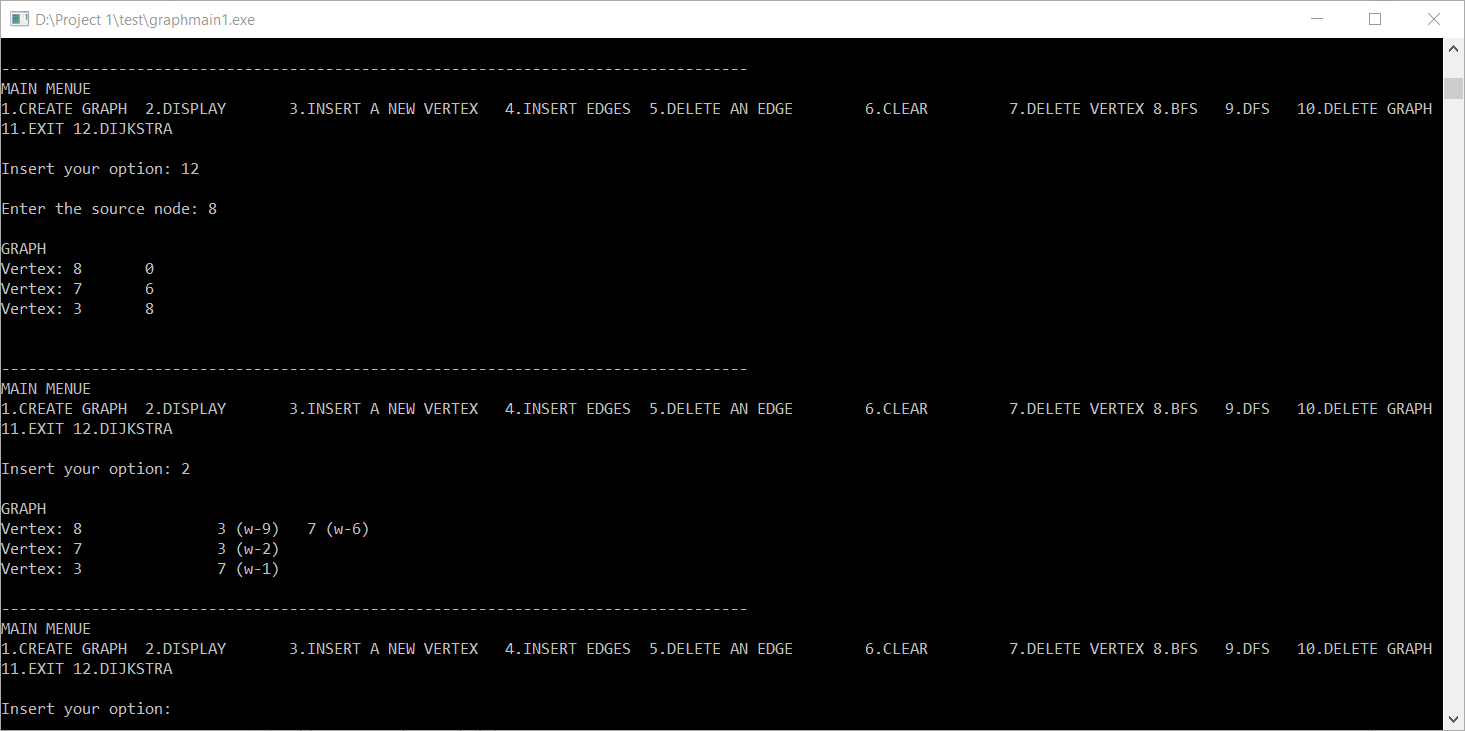 D:\Project 1\test\graphmain1.exe
--------------------------------------------------------------------------------
MAIN MENUE
1.CREATE GRAPH  2.DISPLAY       3.INSERT A NEW VERTEX   4.INSERT EDGES  5.DELETE AN EDGE        6.CLEAR         7.DELETE VERTEX 8.BFS   9.DFS   10.DELETE GRAPH
11.EXIT 12.DIJKSTRA
Insert your option: 12
Enter the source node: 8
GRAPH
Vertex: 8       0
Vertex: 7       6
Vertex: 3       8
--------------------------------------------------------------------------------
MAIN MENUE
1.CREATE GRAPH  2.DISPLAY       3.INSERT A NEW VERTEX   4.INSERT EDGES  5.DELETE AN EDGE        6.CLEAR         7.DELETE VERTEX 8.BFS   9.DFS   10.DELETE GRAPH
11.EXIT 12.DIJKSTRA
Insert your option: 2
GRAPH
Vertex: 8               3 (w-9)   7 (w-6)
Vertex: 7               3 (w-2)
Vertex: 3               7 (w-1)
--------------------------------------------------------------------------------
MAIN MENUE
1.CREATE GRAPH  2.DISPLAY       3.INSERT A NEW VERTEX   4.INSERT EDGES  5.DELETE AN EDGE        6.CLEAR         7.DELETE VERTEX 8.BFS   9.DFS   10.DELETE GRAPH
11.EXIT 12.DIJKSTRA
Insert your option: